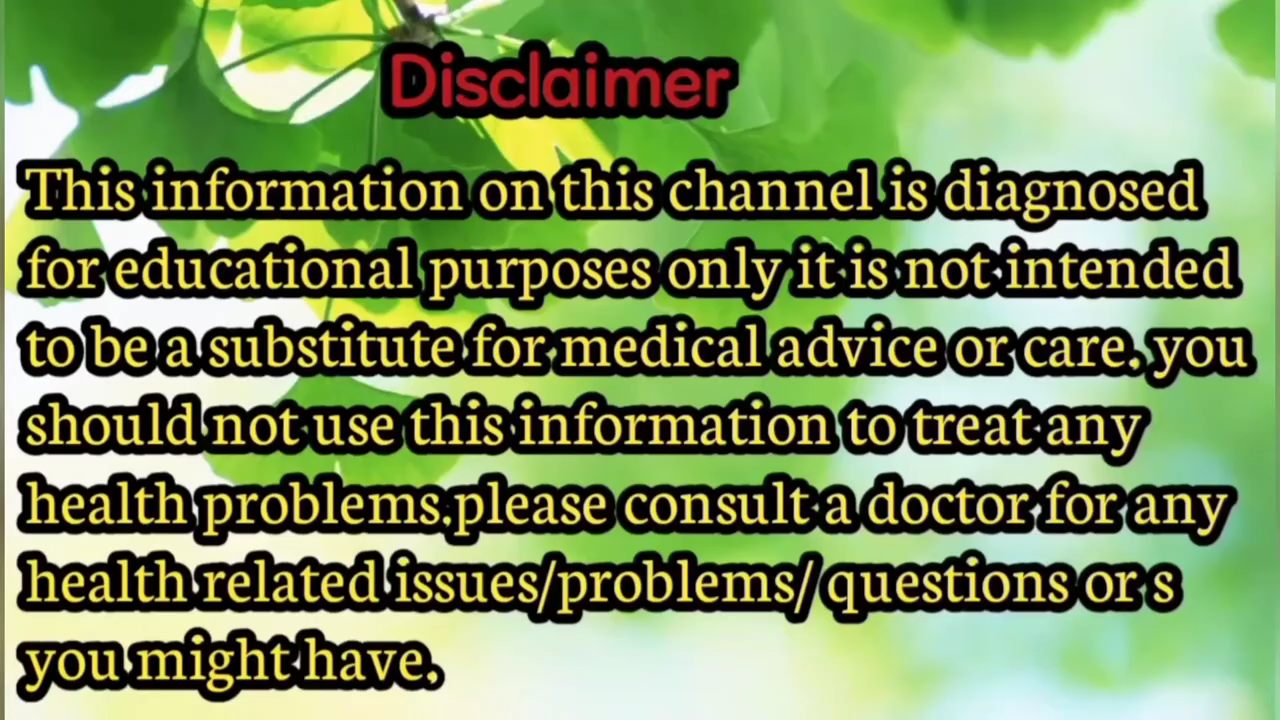 Disclaimer
This information on this channel is diagnosed
for educational purposes only it is not intended
to be a substitute for medical advice or care. you
should not use this information to treat any
health problems.please consult a doctor for any
health related issues/problems/ questions or s
you might have,